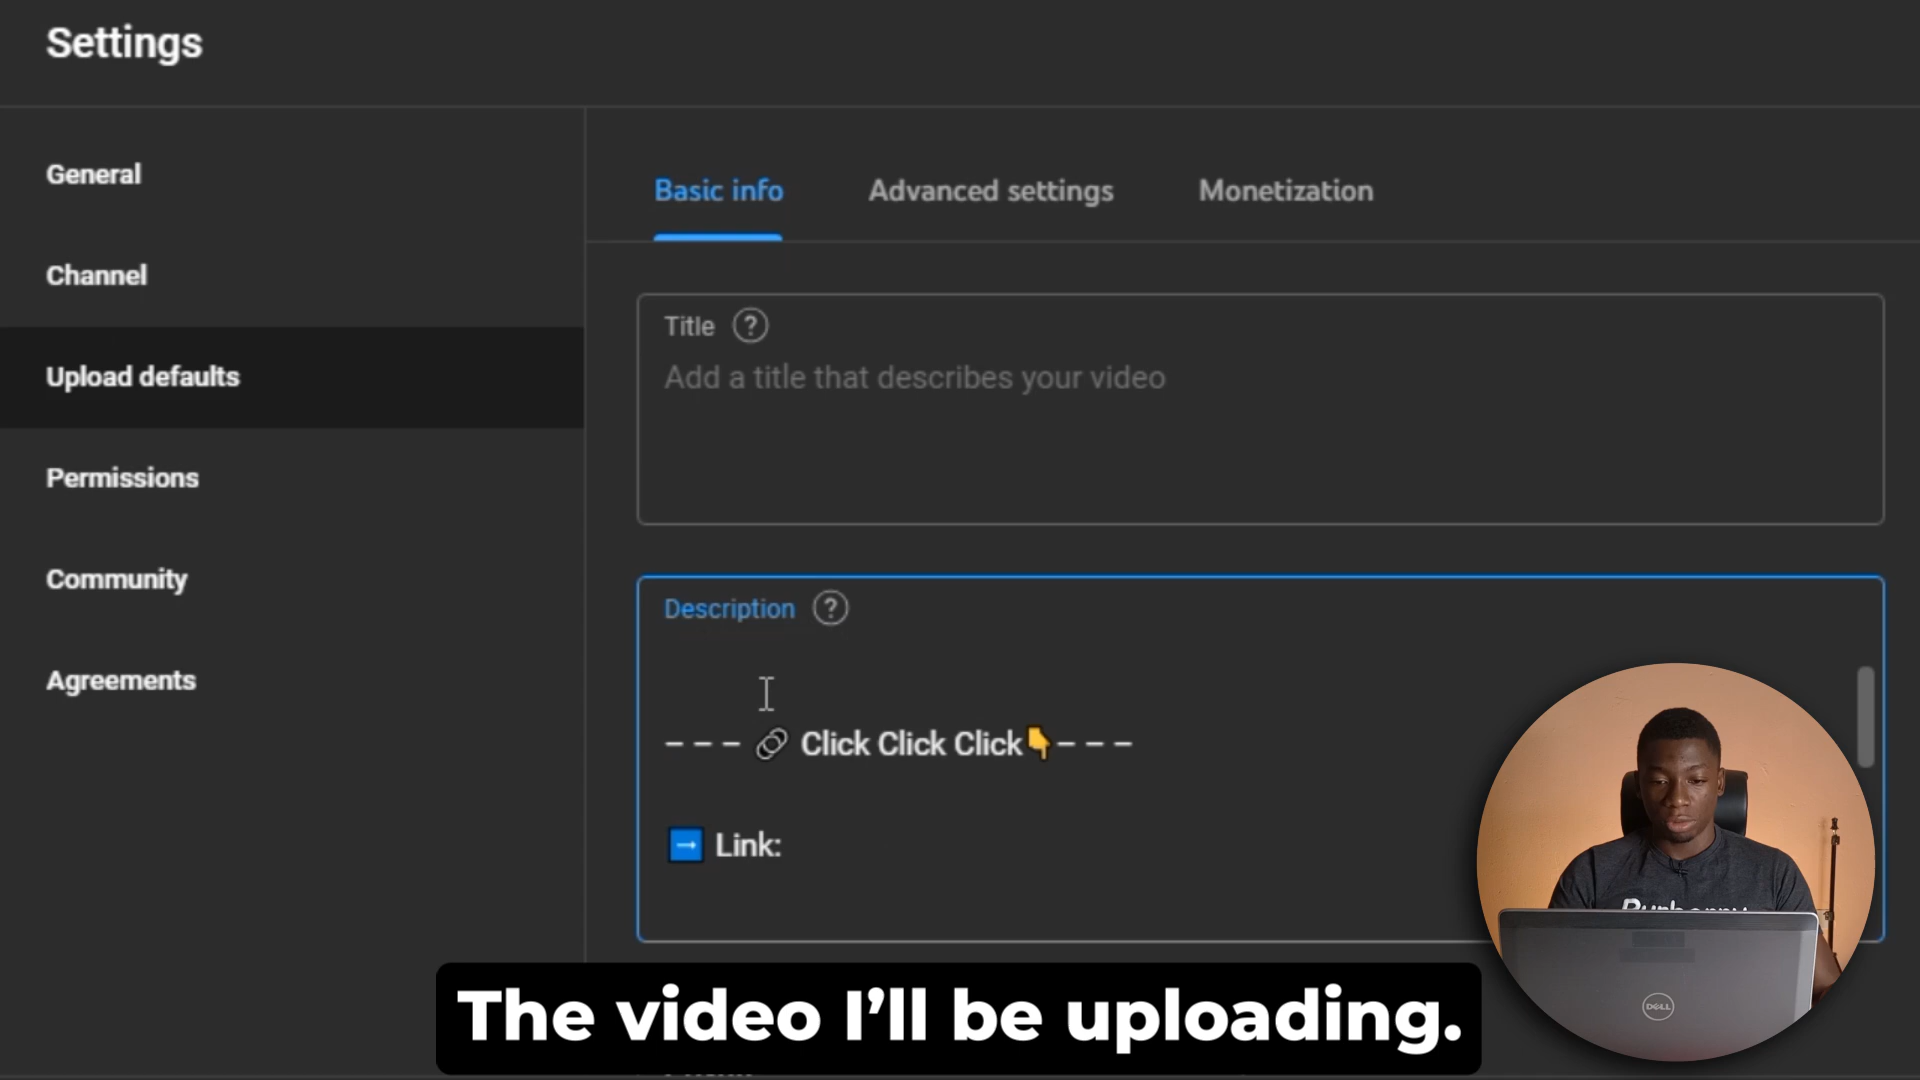 Settings
General
Channel
Upload defaults
Permissions
Community
Agreements
Basic info
Advanced settings
Monetization
Title ?
Add a title that describes your video
Description ?
--- 🔗 Click Click Click👇---
➡️ Link:
DELL
The video I’ll be uploading.